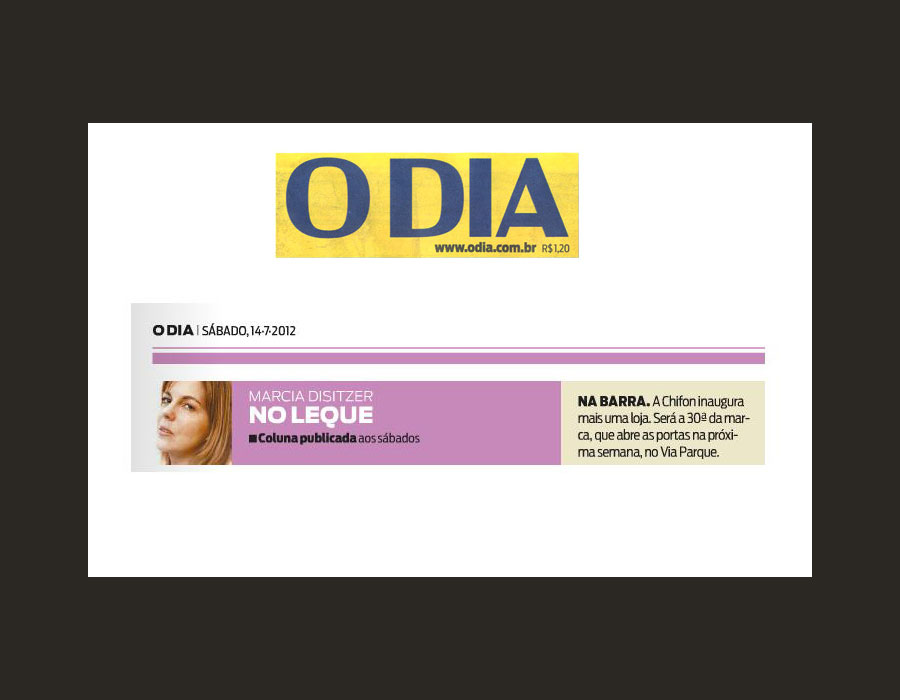 O DIA
www.odia.com.br R$ 1,20
O DIA | SÁBADO, 14·7·2012
MARCIA DISITZER
NO LEQUE
■ Coluna publicada aos sábados
NA BARRA. A Chifon inaugura
mais uma loja. Será a 30ª da mar-
ca, que abre as portas na próxi-
ma semana, no Via Parque.